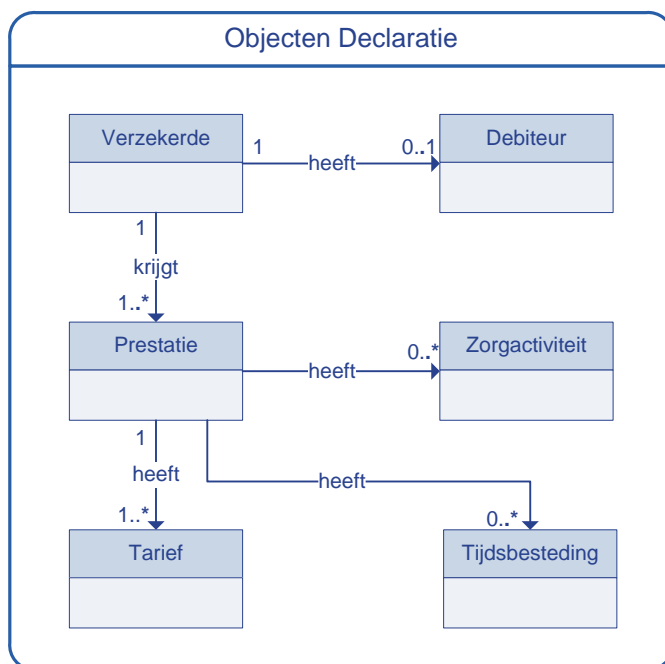 Objecten Declaratie
Verzekerde
1
heeft
0..1
Debiteur
1
krijgt
1..*
Prestatie
heeft
0..*
Zorgactiviteit
1
heeft
1..*
heeft
0..*
Tarief
Tijdsbesteding